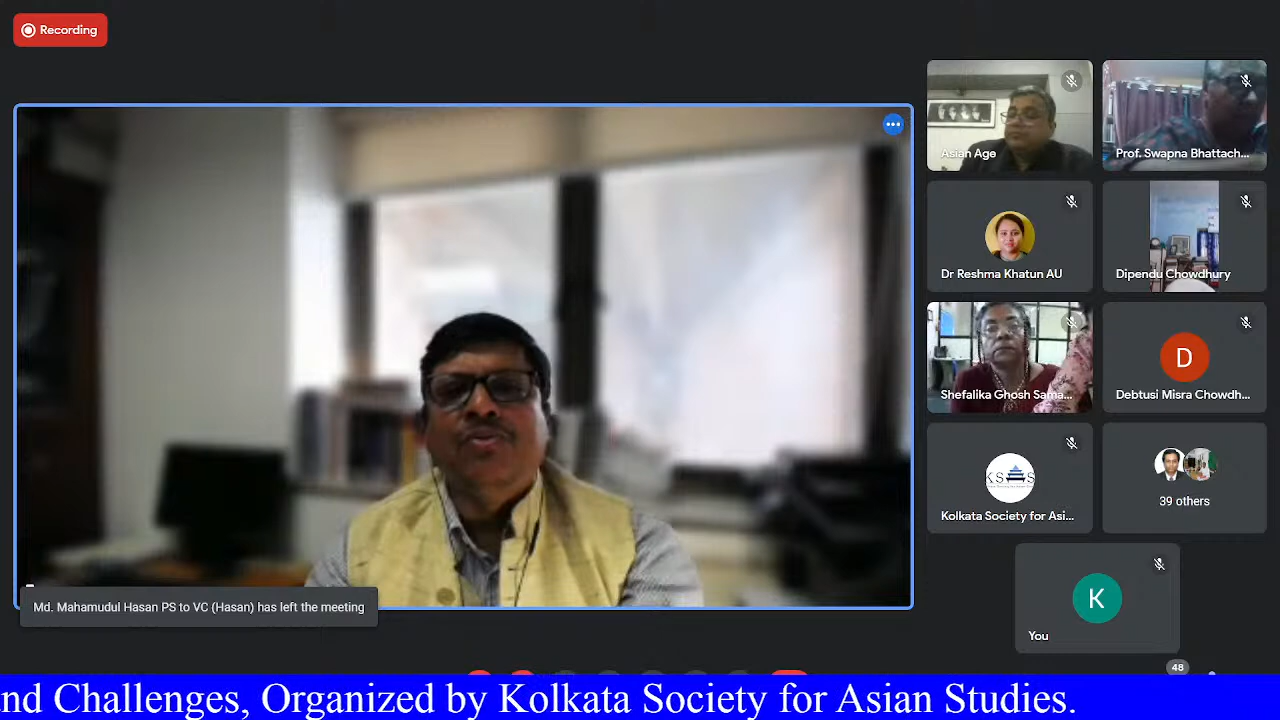 Recording
Asian Age
Prof. Swapna Bhattach...
Dr Reshma Khatun AU
Dipendu Chowdhury
Shefalika Ghosh Sama...
D
Debtusi Misra Chowdh...
KSAS
Kolkata Society for Asi...
39 others
K
You
Md. Mahamudul Hasan PS to VC (Hasan) has left the meeting
48
nd Challenges, Organized by Kolkata Society for Asian Studies.